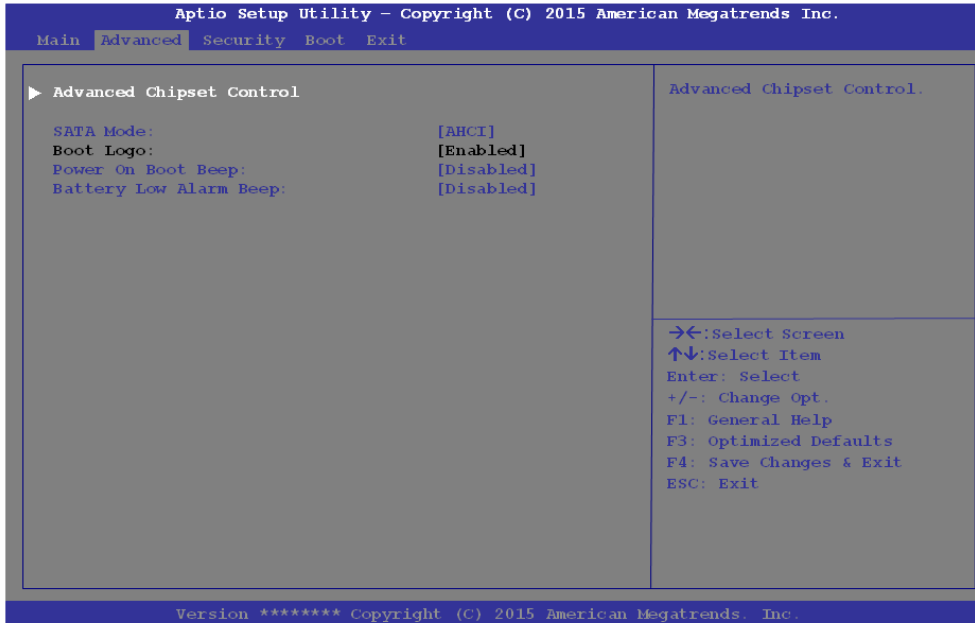 Aptio Setup Utility – Copyright (C) 2015 American Megatrends Inc.
Main Advanced Security Boot Exit
▶ Advanced Chipset Control
SATA Mode: [AHCI]
Boot Logo: [Enabled]
Power On Boot Beep: [Disabled]
Battery Low Alarm Beep: [Disabled]
Advanced Chipset Control.
→←:Select Screen
↑↓:Select Item
Enter: Select
+/-: Change Opt.
F1: General Help
F3: Optimized Defaults
F4: Save Changes & Exit
ESC: Exit
Version ******** Copyright (C) 2015 American Megatrends. Inc.